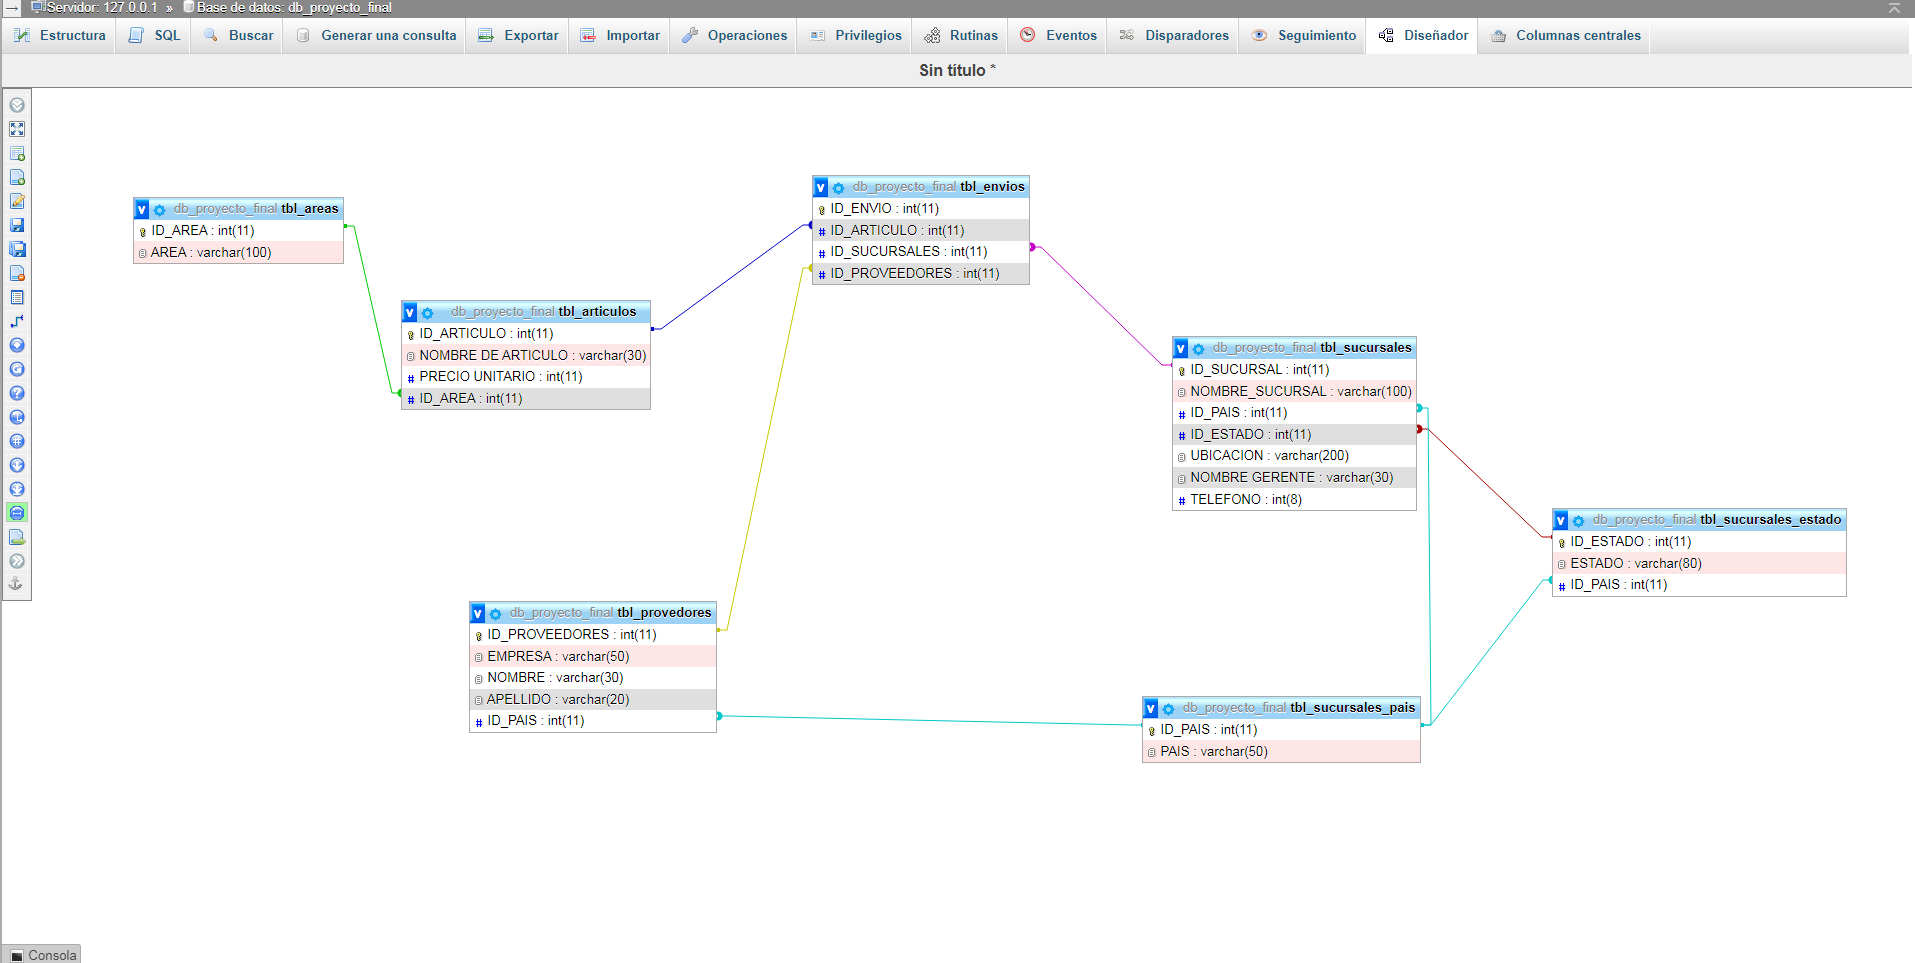 Servidor: 127.0.0.1 » Base de datos: db_proyecto_final
Estructura SQL Buscar Generar una consulta Exportar Importar Operaciones Privilegios Rutinas Eventos Disparadores Seguimiento Diseñador Columnas centrales
Sin título *
db_proyecto_final tbl_areas
ID_AREA : int(11)
AREA : varchar(100)
db_proyecto_final tbl_articulos
ID_ARTICULO : int(11)
NOMBRE DE ARTICULO : varchar(30)
PRECIO UNITARIO : int(11)
ID_AREA : int(11)
db_proyecto_final tbl_envios
ID_ENVIO : int(11)
ID_ARTICULO : int(11)
ID_SUCURSALES : int(11)
ID_PROVEEDORES : int(11)
db_proyecto_final tbl_sucursales
ID_SUCURSAL : int(11)
NOMBRE_SUCURSAL : varchar(100)
ID_PAIS : int(11)
ID_ESTADO : int(11)
UBICACION : varchar(200)
NOMBRE GERENTE : varchar(30)
TELEFONO : int(8)
db_proyecto_final tbl_sucursales_estado
ID_ESTADO : int(11)
ESTADO : varchar(80)
ID_PAIS : int(11)
db_proyecto_final tbl_provedores
ID_PROVEEDORES : int(11)
EMPRESA : varchar(50)
NOMBRE : varchar(30)
APELLIDO : varchar(20)
ID_PAIS : int(11)
db_proyecto_final tbl_sucursales_pais
ID_PAIS : int(11)
PAIS : varchar(50)
Consola